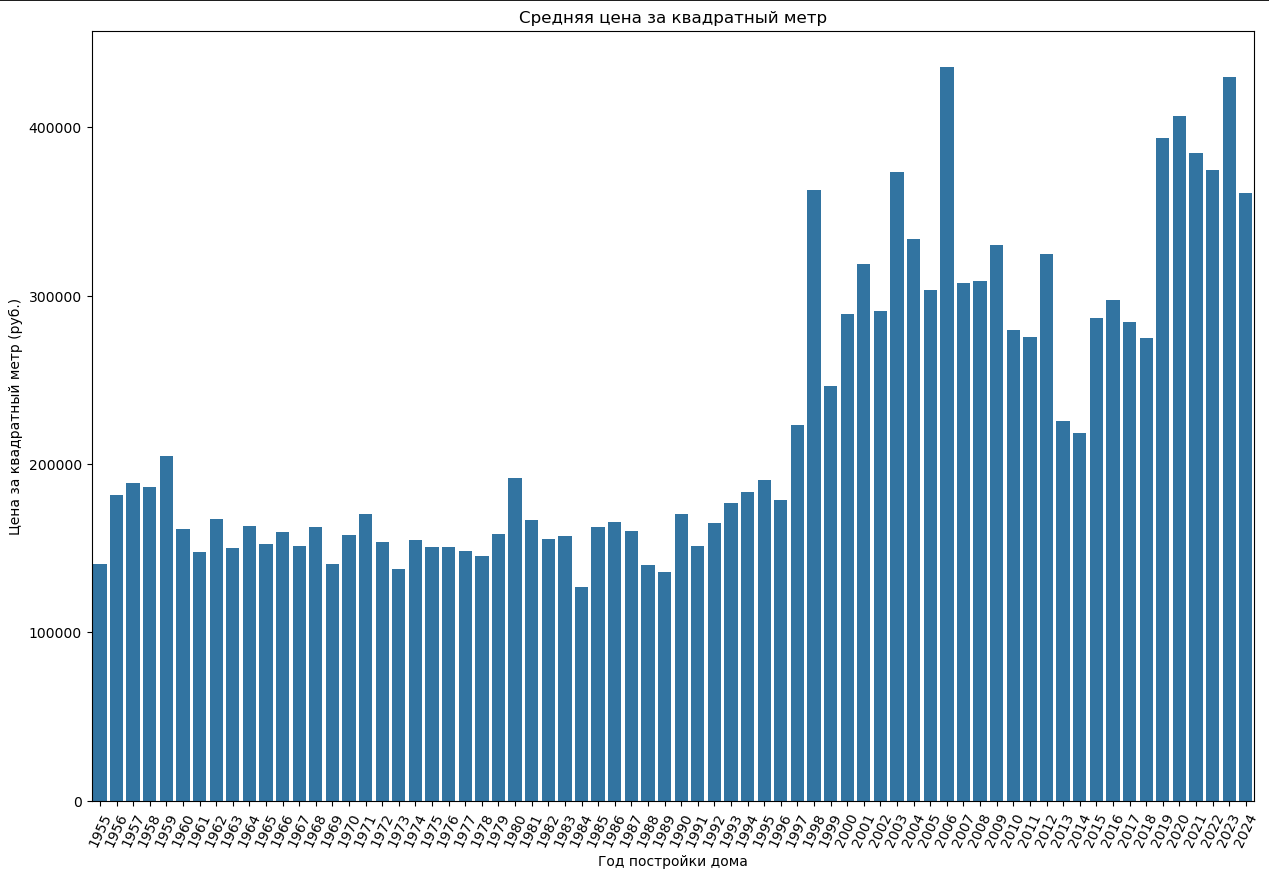 Средняя цена за квадратный метр
Цена за квадратный метр (руб.)
400000
300000
200000
100000
0
1955 1956 1957 1958 1959 1960 1961 1962 1963 1964 1965 1966 1967 1968 1969 1970 1971 1972 1973 1974 1975 1976 1977 1978 1979 1980 1981 1982 1983 1984 1985 1986 1987 1988 1989 1990 1991 1992 1993 1994 1995 1996 1997 1998 1999 2000 2001 2002 2003 2004 2005 2006 2007 2008 2009 2010 2011 2012 2013 2014 2015 2016 2017 2018 2019 2020 2021 2022 2023 2024
Год постройки дома